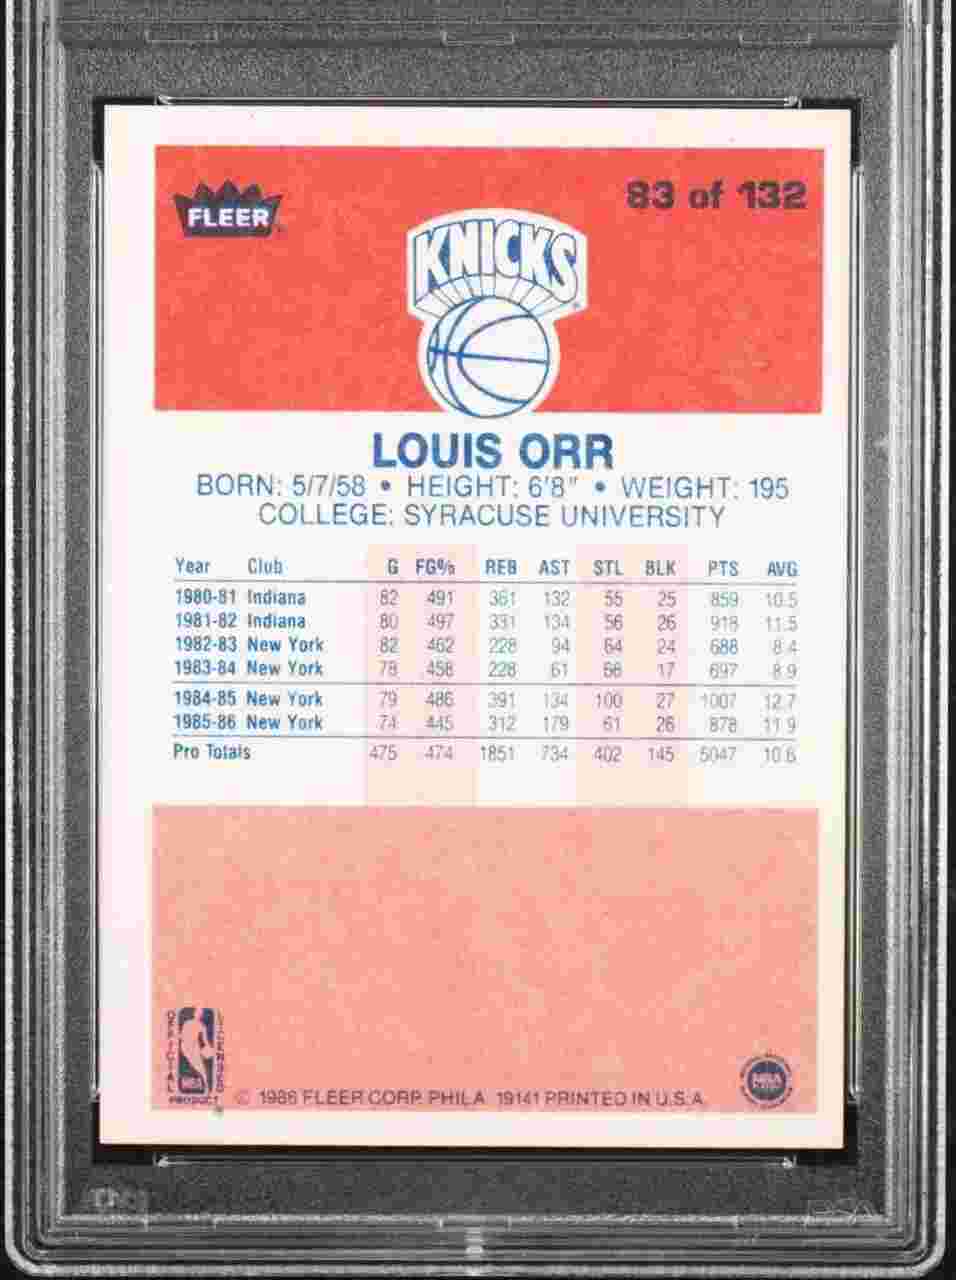 FLEER
83 of 132
KNICKS
LOUIS ORR
BORN: 5/7/58 • HEIGHT: 6'8" • WEIGHT: 195
COLLEGE: SYRACUSE UNIVERSITY
Year Club G FG% REB AST STL BLK PTS AVG
1980-81 Indiana 82 491 361 132 55 25 859 10.5
1981-82 Indiana 80 497 331 134 56 26 918 11.5
1982-83 New York 82 462 228 94 64 24 688 8.4
1983-84 New York 78 458 228 61 66 17 697 8.9
1984-85 New York 79 486 391 134 100 27 1007 12.7
1985-86 New York 74 445 312 179 61 26 878 11.9
Pro Totals 475 474 1851 734 402 145 5047 10.6
OFFICIAL LICENSED
NBA
PRODUCT
© 1986 FLEER CORP. PHILA. 19141 PRINTED IN U.S.A.
NBA
PSA